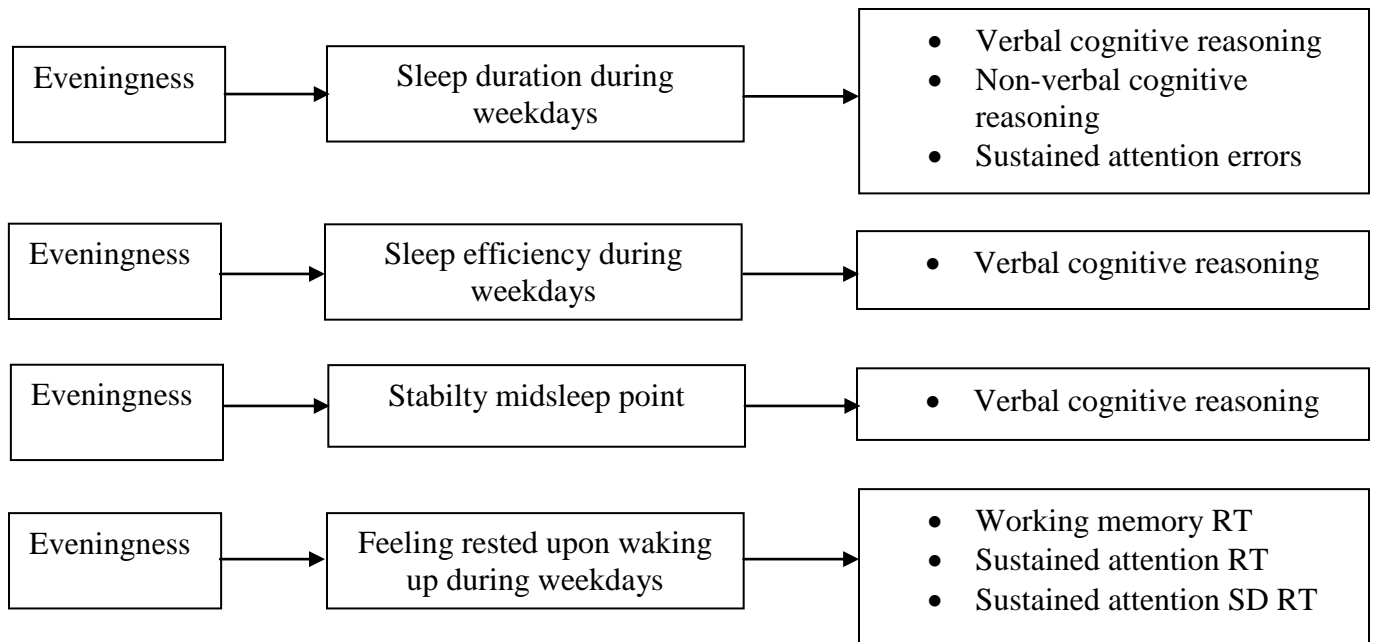 Eveningness
Sleep duration during
weekdays
• Verbal cognitive reasoning
• Non-verbal cognitive
reasoning
• Sustained attention errors
Eveningness
Sleep efficiency during
weekdays
• Verbal cognitive reasoning
Eveningness
Stabilty midsleep point
• Verbal cognitive reasoning
Eveningness
Feeling rested upon waking
up during weekdays
• Working memory RT
• Sustained attention RT
• Sustained attention SD RT